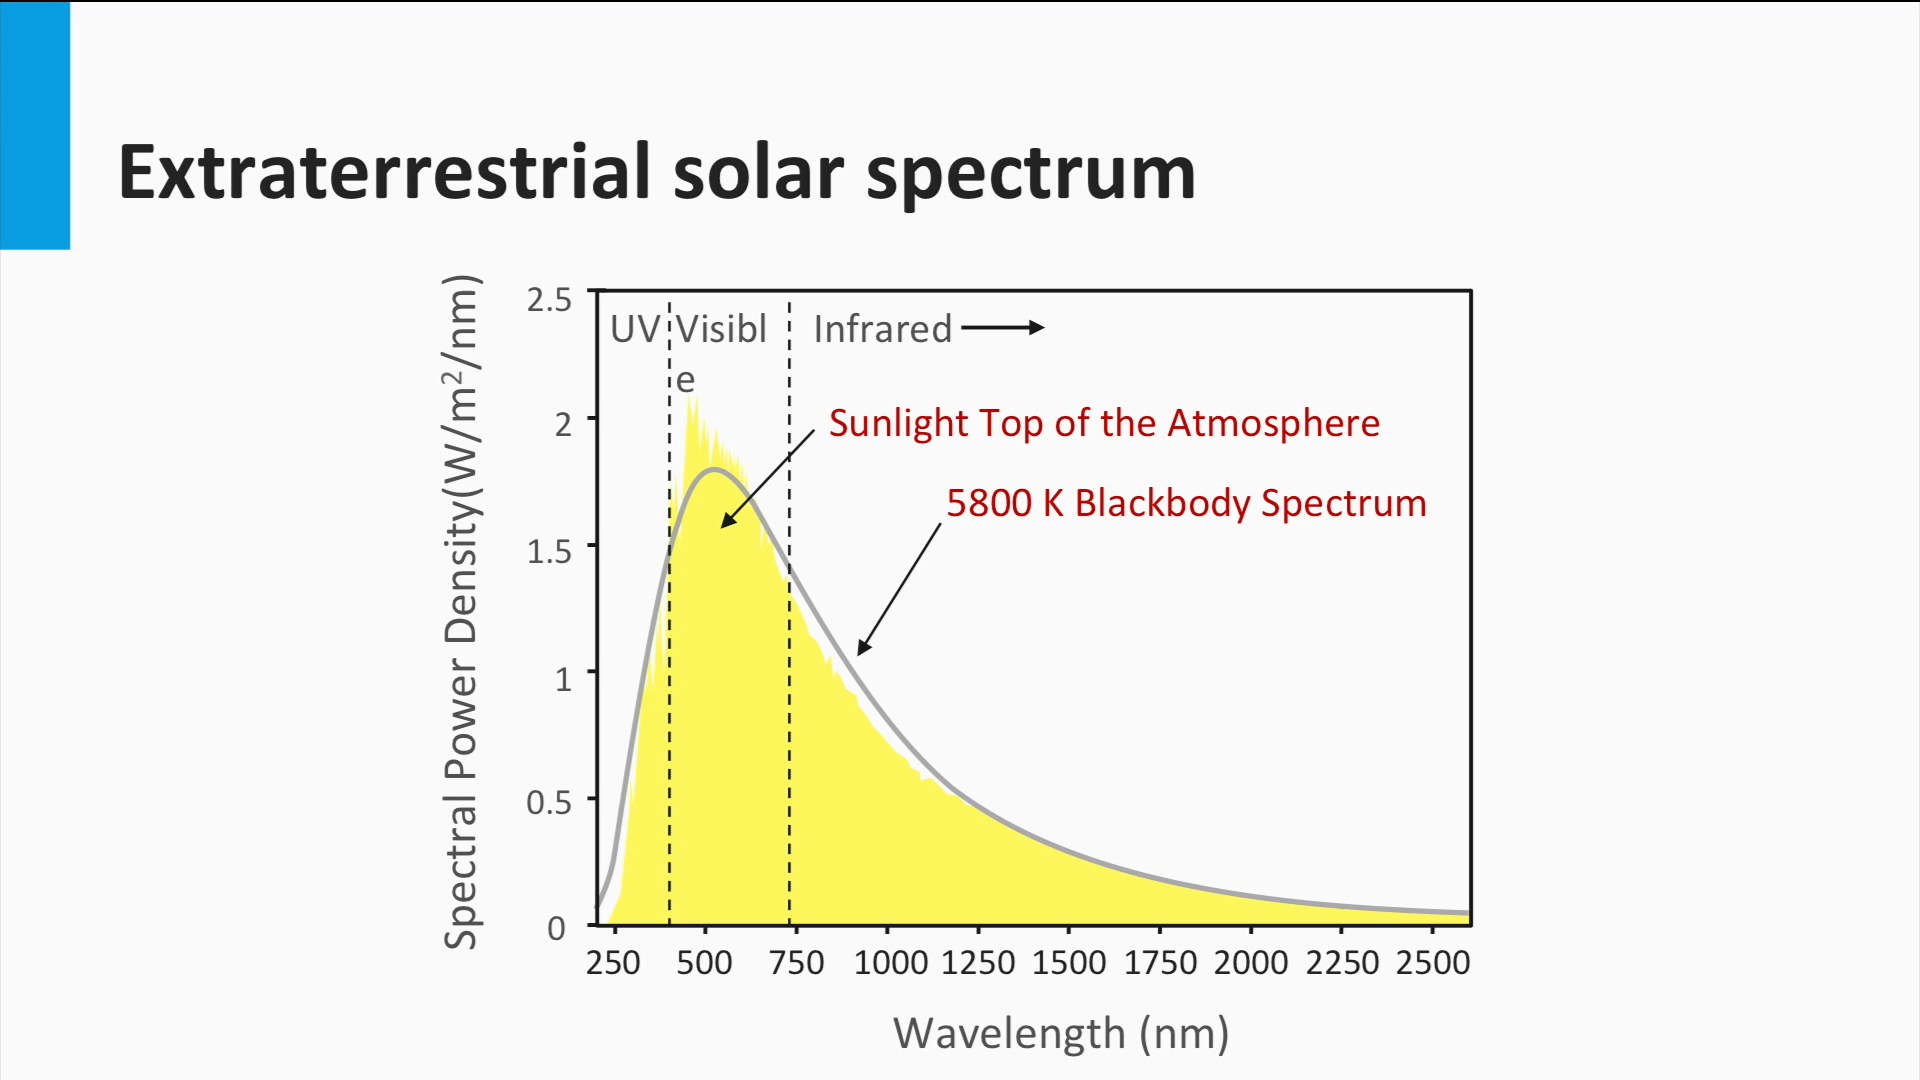 Extraterrestrial solar spectrum
Spectral Power Density(W/m²/nm)
2.5
2
1.5
1
0.5
0
UV Visibl
e
Infrared
Sunlight Top of the Atmosphere
5800 K Blackbody Spectrum
250 500 750 1000 1250 1500 1750 2000 2250 2500
Wavelength (nm)